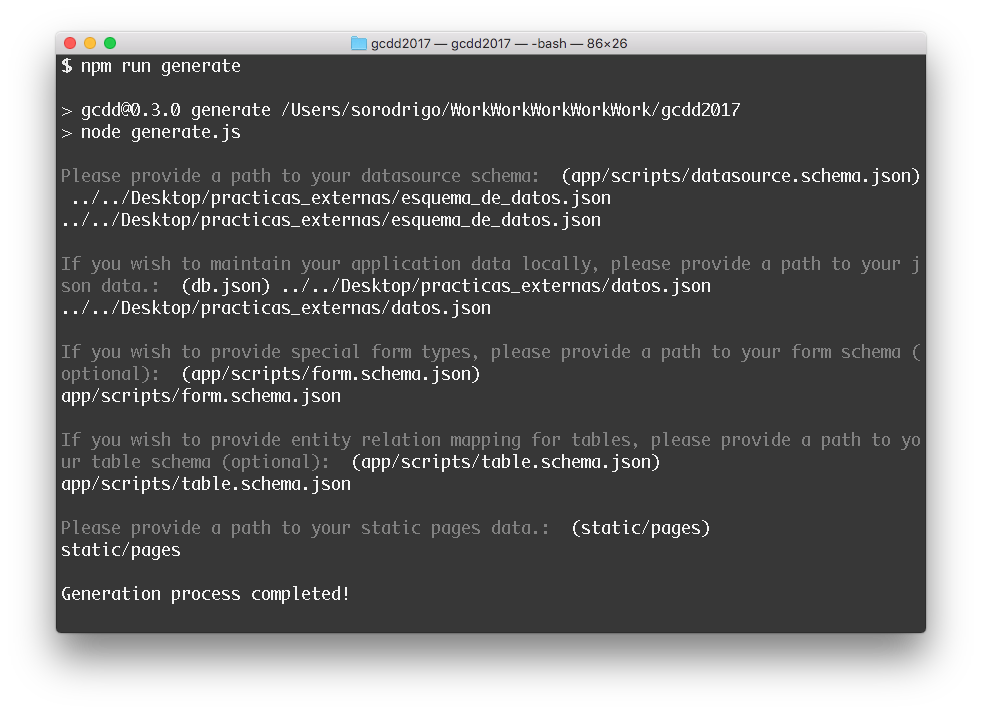 gcdd2017 — gcdd2017 — -bash — 86×26
$ npm run generate
> gcdd@0.3.0 generate /Users/sorodrigo/WorkWorkWorkWorkWork/gcdd2017
> node generate.js
Please provide a path to your datasource schema:  (app/scripts/datasource.schema.json)
 ../../Desktop/practicas_externas/esquema_de_datos.json
../../Desktop/practicas_externas/esquema_de_datos.json
If you wish to maintain your application data locally, please provide a path to your j
son data.:  (db.json) ../../Desktop/practicas_externas/datos.json
../../Desktop/practicas_externas/datos.json
If you wish to provide special form types, please provide a path to your form schema (
optional):  (app/scripts/form.schema.json)
app/scripts/form.schema.json
If you wish to provide entity relation mapping for tables, please provide a path to yo
ur table schema (optional):  (app/scripts/table.schema.json)
app/scripts/table.schema.json
Please provide a path to your static pages data.:  (static/pages)
static/pages
Generation process completed!